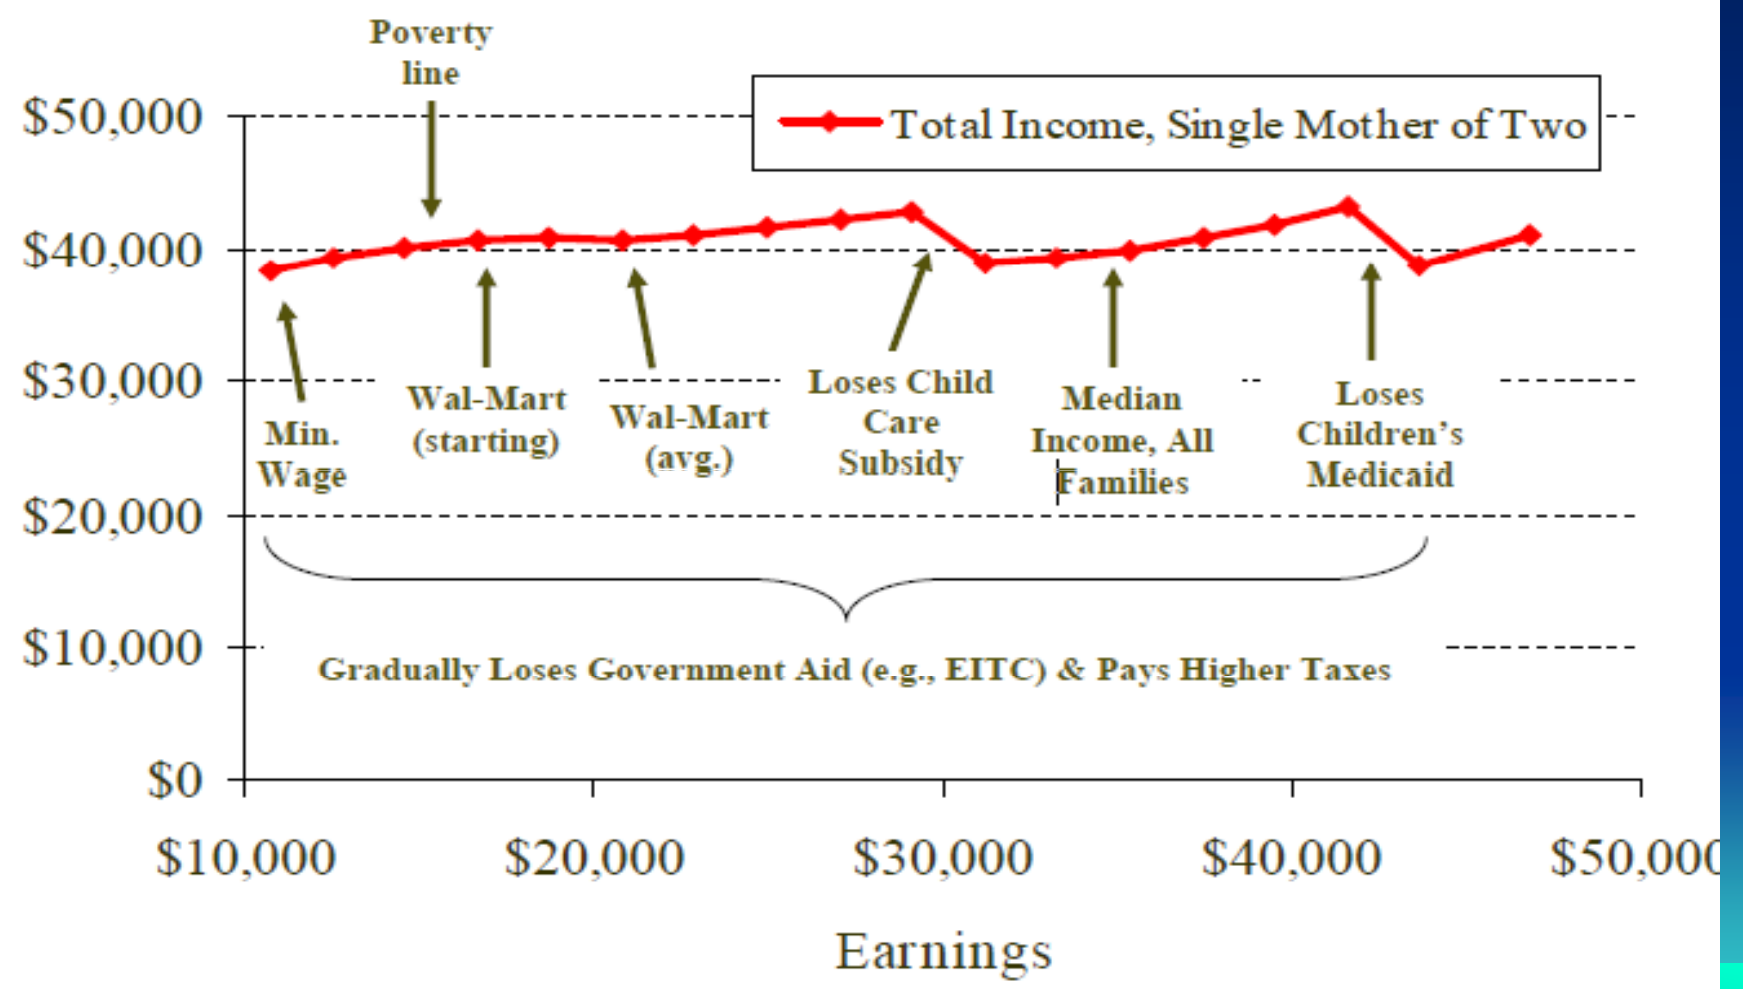 Poverty
line
$50,000
Total Income, Single Mother of Two
$40,000
$30,000
Min.
Wage
Wal-Mart
(starting)
Wal-Mart
(avg.)
Loses Child
Care
Subsidy
Median
Income, All
Families
Loses
Children's
Medicaid
$20,000
$10,000
Gradually Loses Government Aid (e.g., EITC) & Pays Higher Taxes
$0
$10,000
$20,000
$30,000
$40,000
$50,000
Earnings